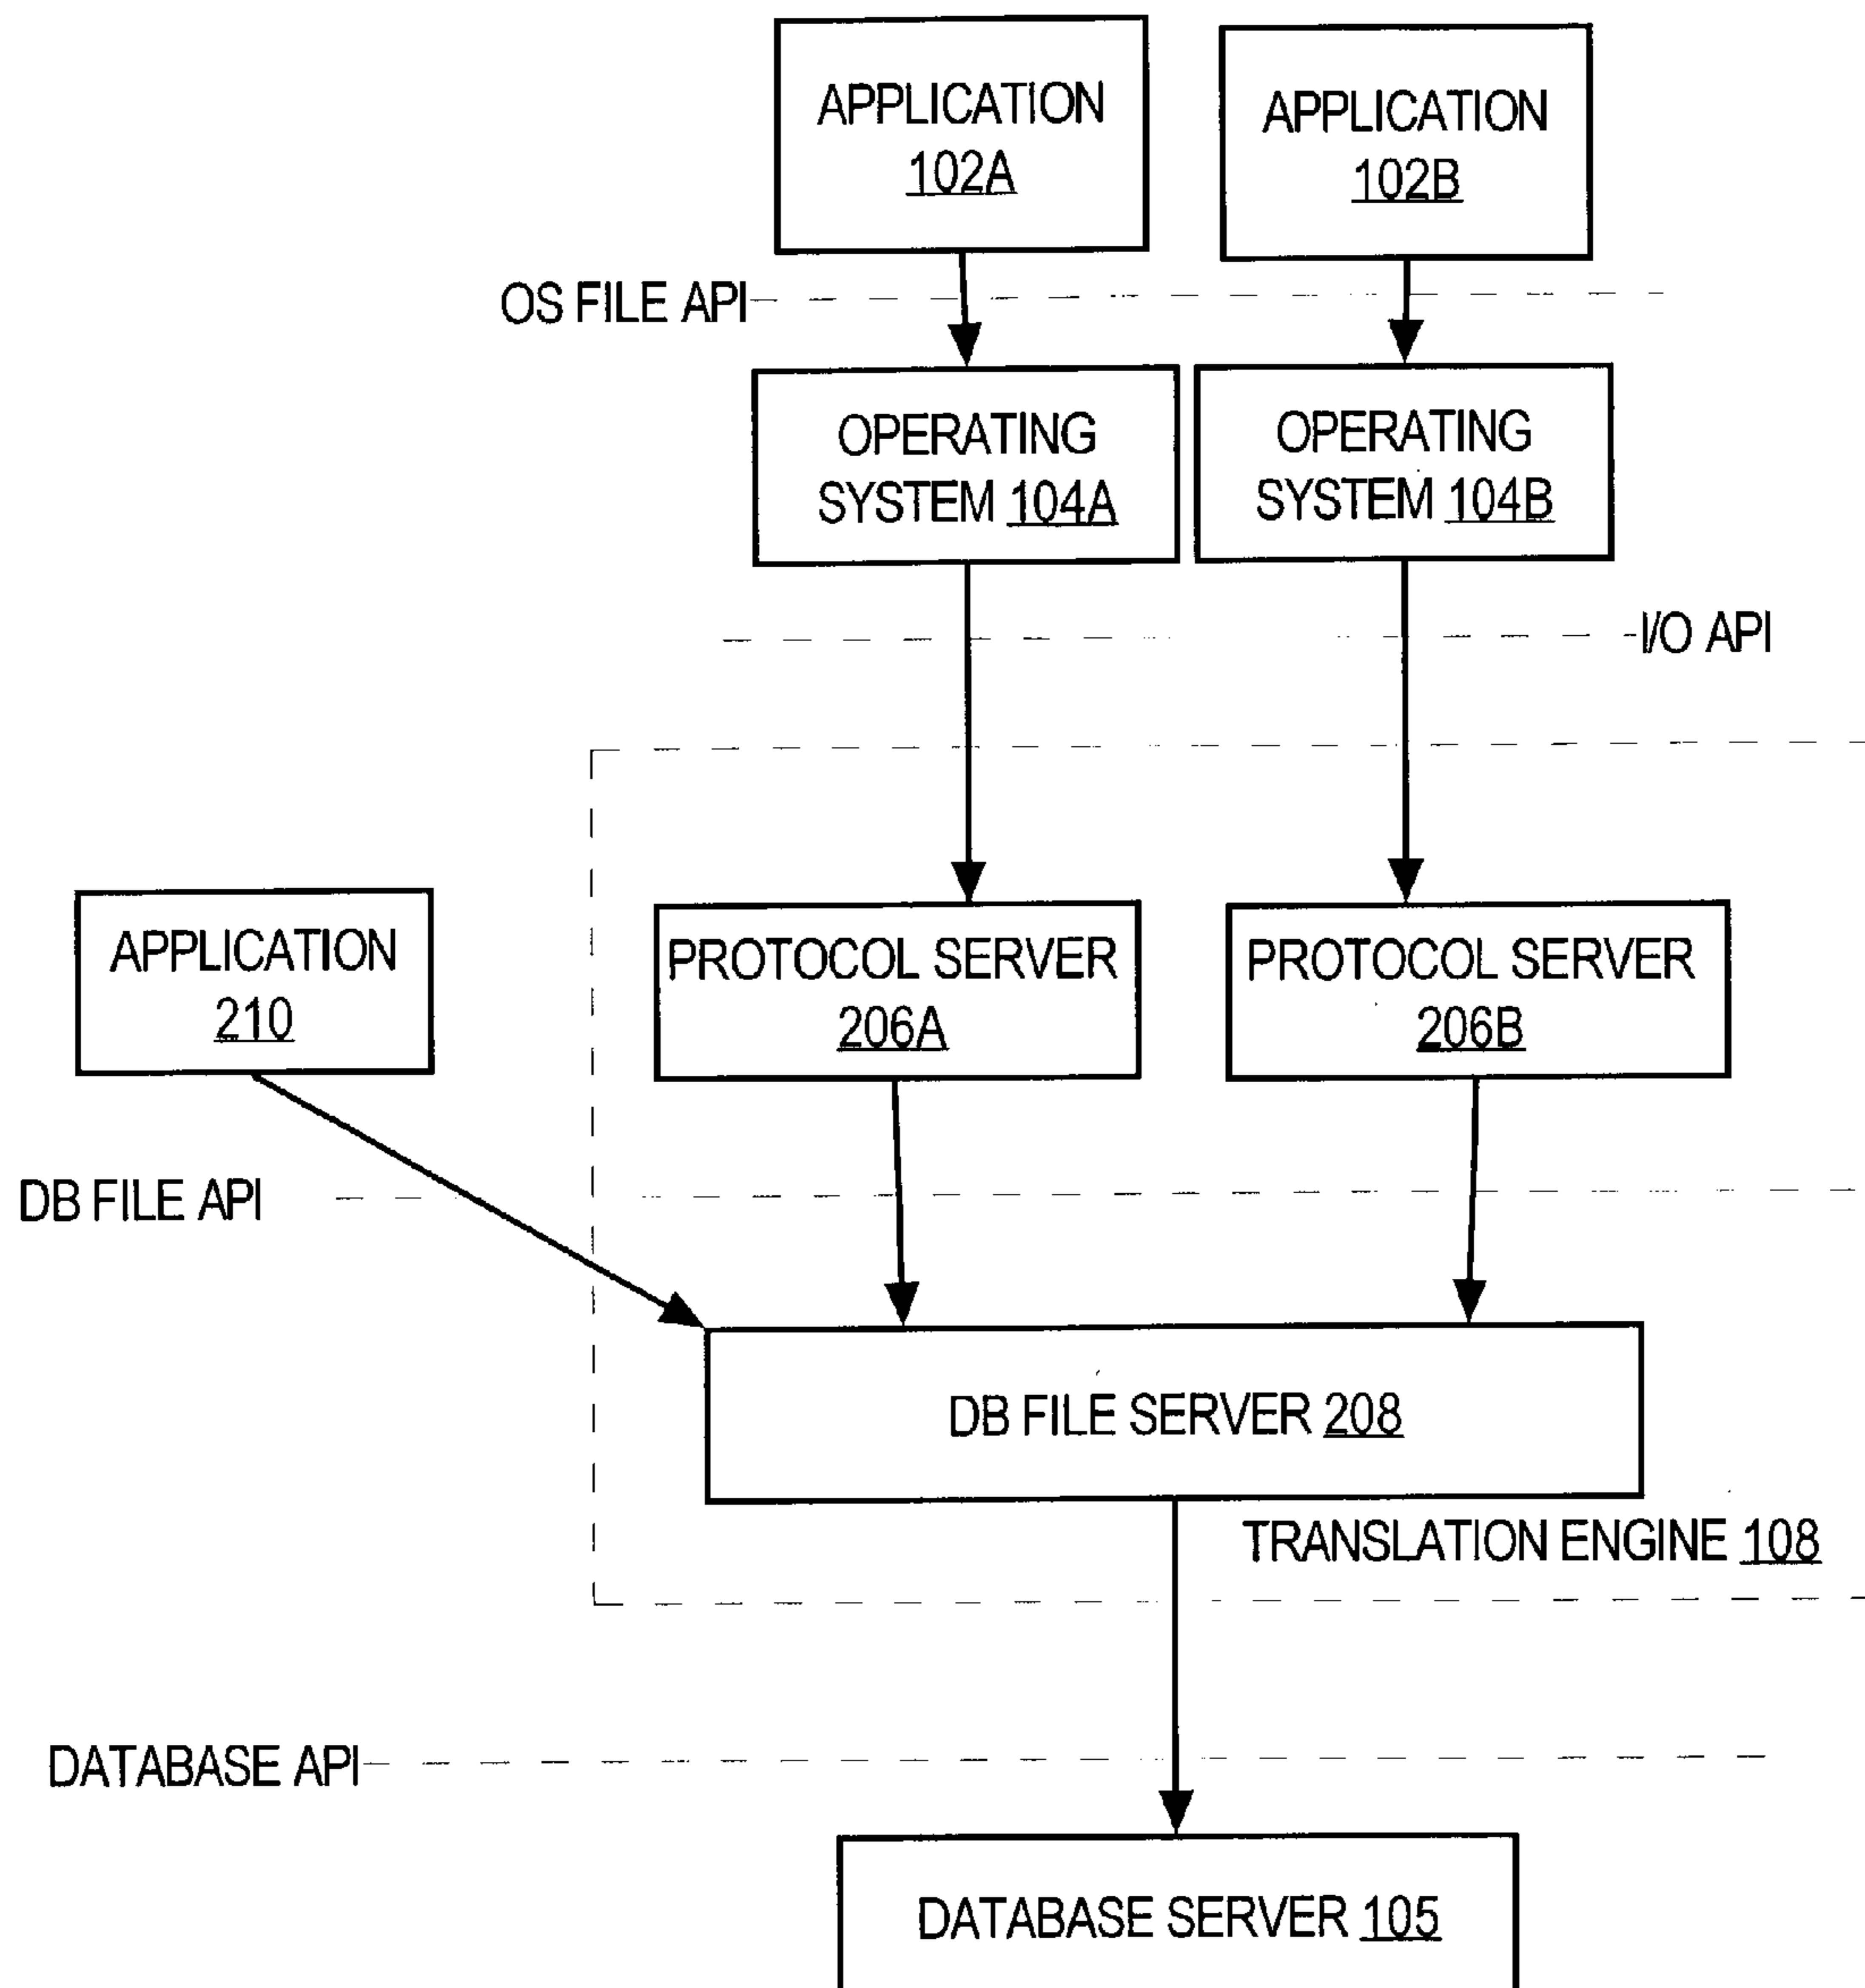 APPLICATION
102A
APPLICATION
102B
OS FILE API
OPERATING
SYSTEM 104A
OPERATING
SYSTEM 104B
I/O API
APPLICATION
210
PROTOCOL SERVER
206A
PROTOCOL SERVER
206B
DB FILE API
DB FILE SERVER 208
TRANSLATION ENGINE 108
DATABASE API
DATABASE SERVER 105